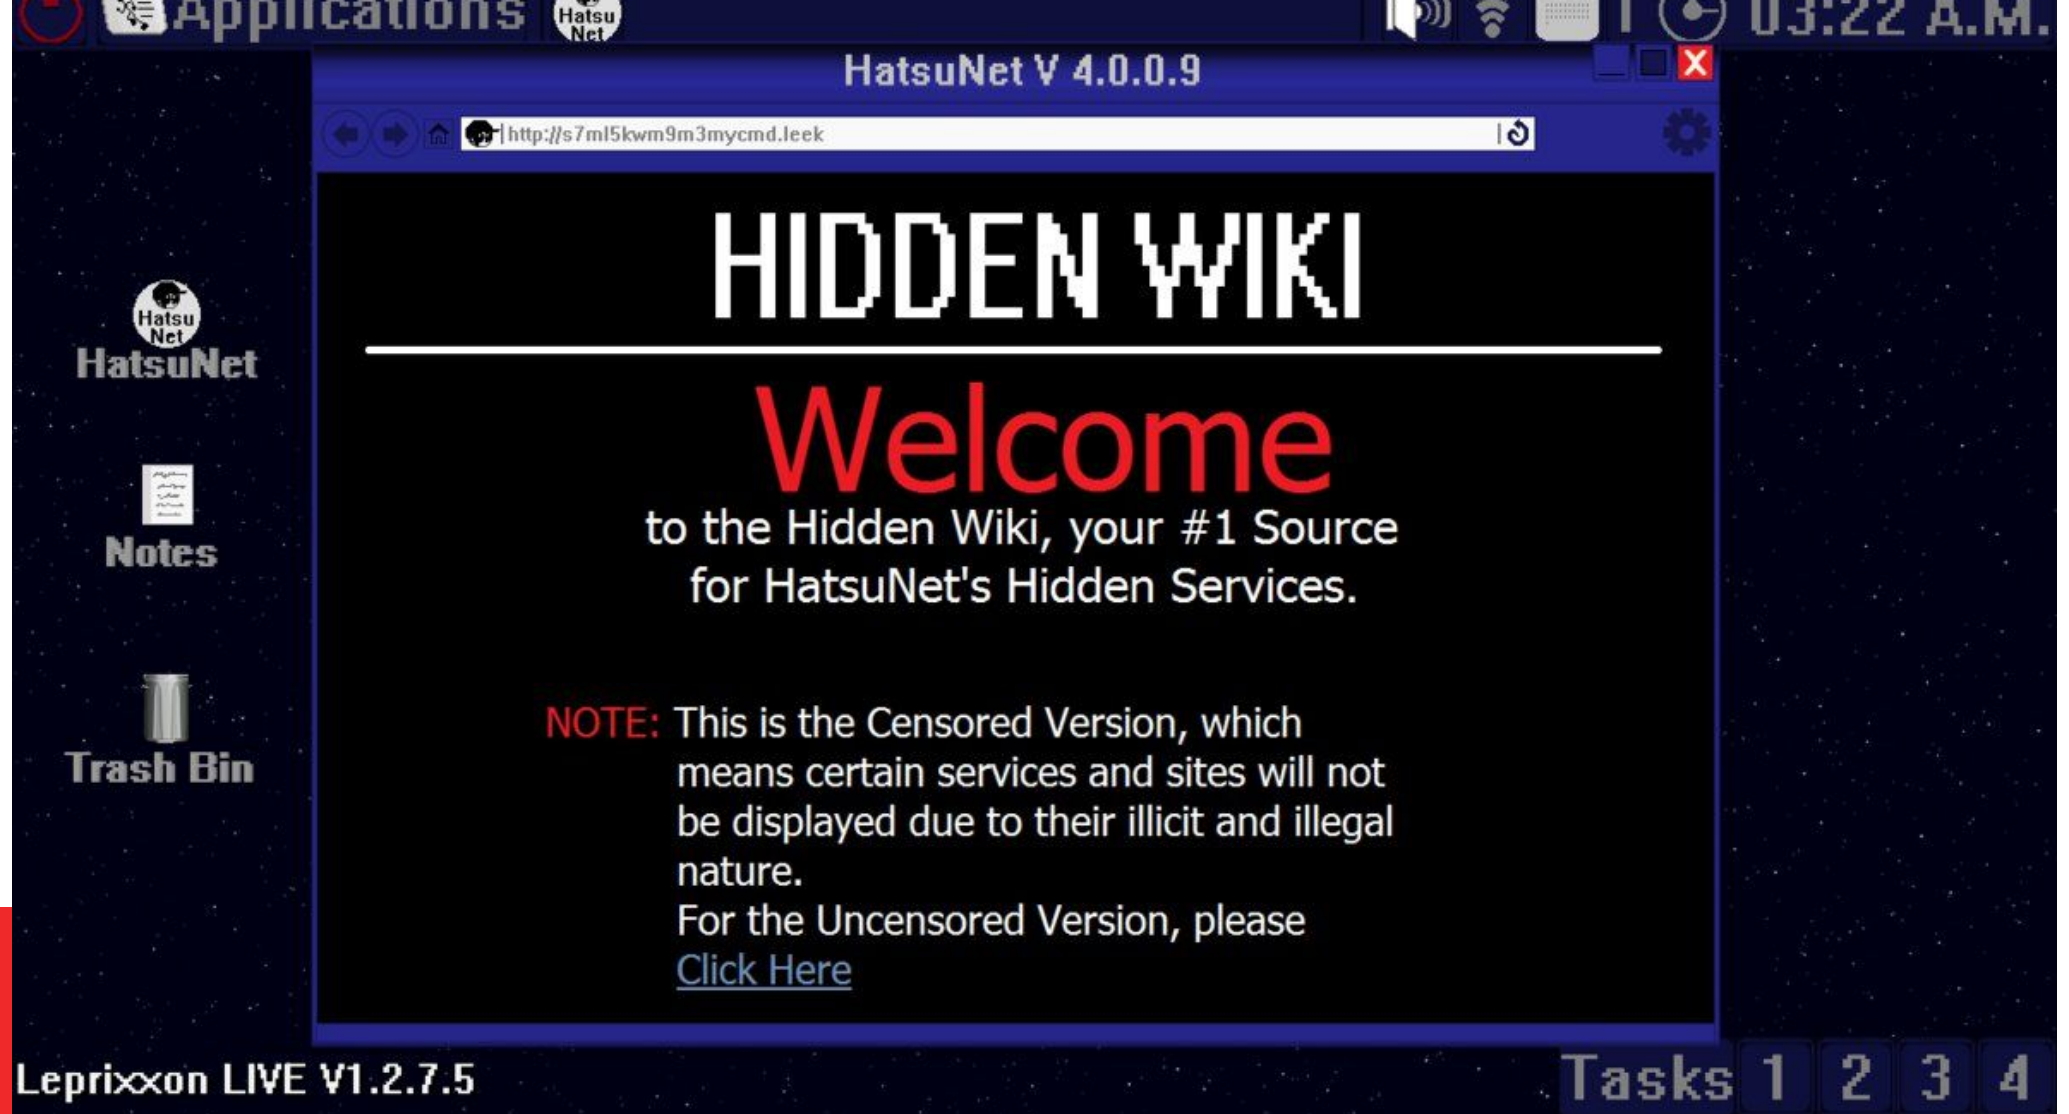 Applications Hatsu Net 03:22 A.M.
HatsuNet V 4.0.0.9
http://s7ml5kwm9m3mycmd.leek
HIDDEN WIKI
Welcome
to the Hidden Wiki, your #1 Source
for HatsuNet's Hidden Services.
NOTE: This is the Censored Version, which
means certain services and sites will not
be displayed due to their illicit and illegal
nature.
For the Uncensored Version, please
Click Here
Hatsu
Net
HatsuNet
Notes
Trash Bin
Leprixxon LIVE V1.2.7.5
Tasks 1 2 3 4